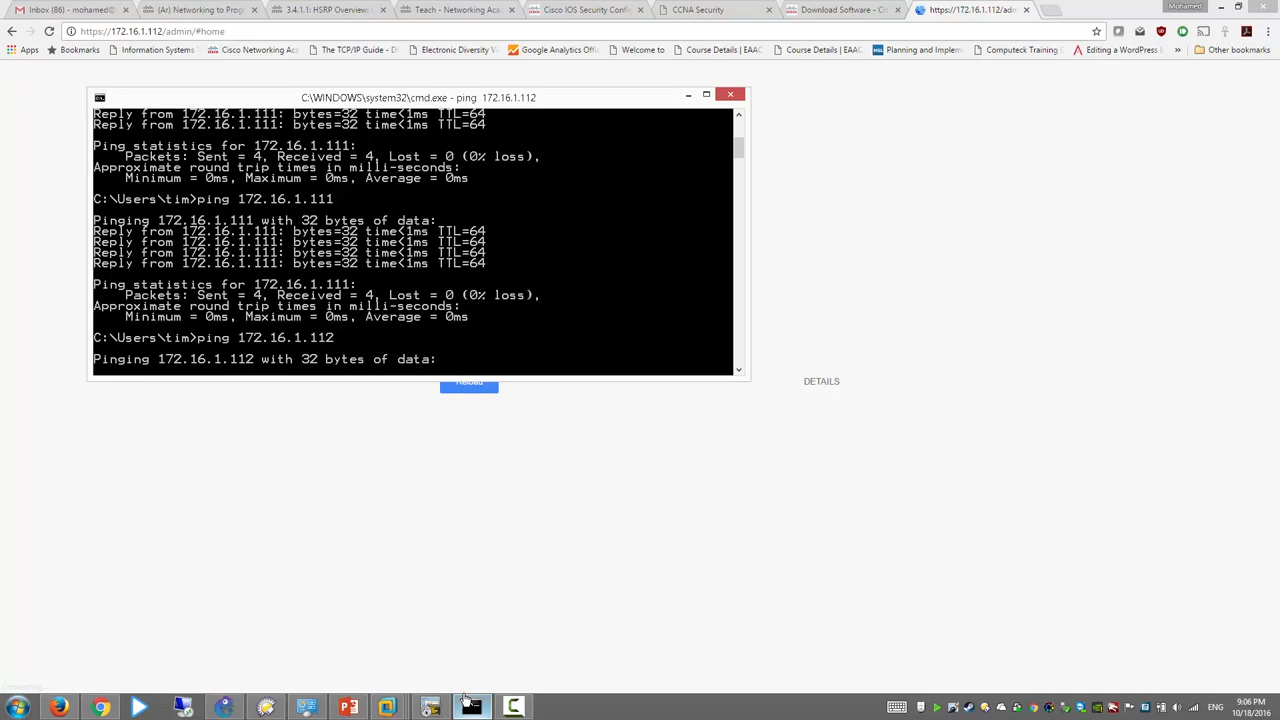 Inbox (86) - mohamed
(Ar) Networking to Prog
3.4.1.1: HSRP Overview:
Teach - Networking Aca
Cisco IOS Security Confi
CCNA Security
Download Software - Cis
https://172.16.1.112/adm
Mohamed
https://172.16.1.112/admin/#home
Apps
Bookmarks
Information Systems
Cisco Networking Ac
The TCP/IP Guide -
Electronic Diversity V
Google Analytics Offi
Welcome to
Course Details | EAAC
Course Details | EAAC
Planning and Implem
Computeck Training C
Editing a WordPress
Other bookmarks
C:\WINDOWS\system32\cmd.exe - ping 172.16.1.112
Reply from 172.16.1.111: bytes=32 time<1ms TTL=64
Reply from 172.16.1.111: bytes=32 time<1ms TTL=64
Ping statistics for 172.16.1.111:
Packets: Sent = 4, Received = 4, Lost = 0 (0% loss),
Approximate round trip times in milli-seconds:
Minimum = 0ms, Maximum = 0ms, Average = 0ms
C:\Users\tim>ping 172.16.1.111
Pinging 172.16.1.111 with 32 bytes of data:
Reply from 172.16.1.111: bytes=32 time<1ms TTL=64
Reply from 172.16.1.111: bytes=32 time<1ms TTL=64
Reply from 172.16.1.111: bytes=32 time<1ms TTL=64
Reply from 172.16.1.111: bytes=32 time<1ms TTL=64
Ping statistics for 172.16.1.111:
Packets: Sent = 4, Received = 4, Lost = 0 (0% loss),
Approximate round trip times in milli-seconds:
Minimum = 0ms, Maximum = 0ms, Average = 0ms
C:\Users\tim>ping 172.16.1.112
Pinging 172.16.1.112 with 32 bytes of data:
Reload
DETAILS
9:06 PM
10/18/2016